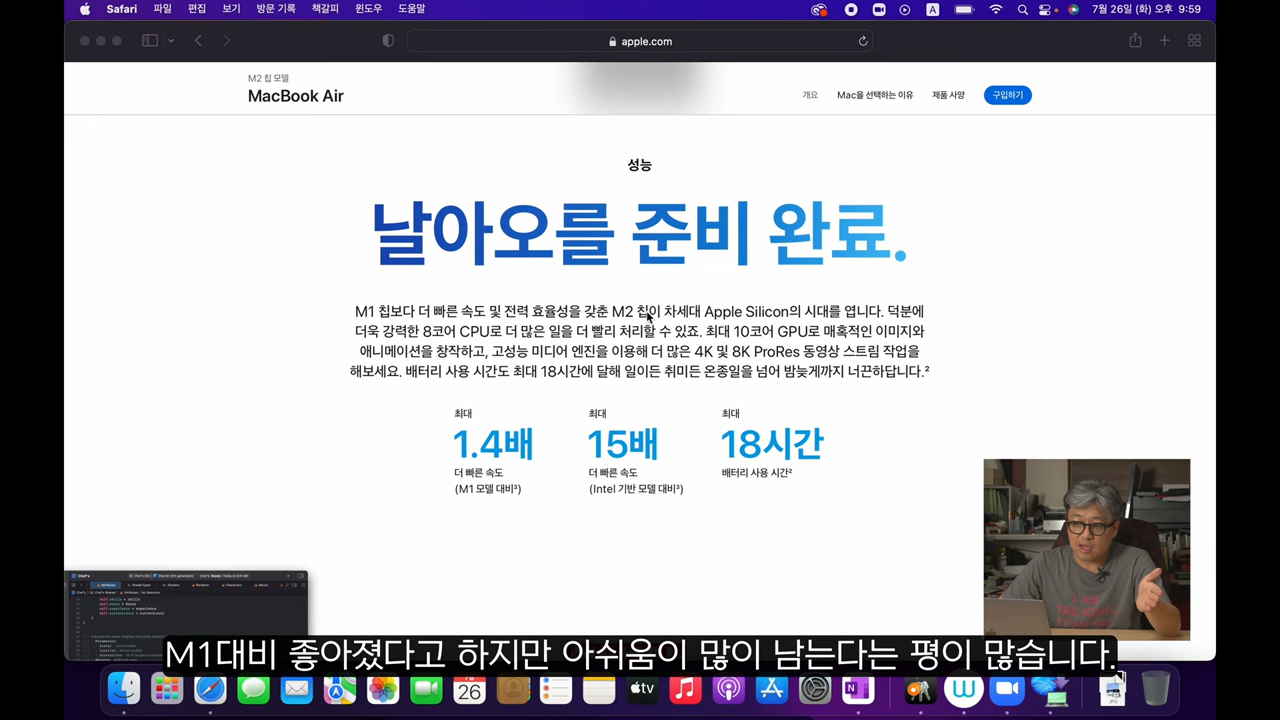 Safari 파일 편집 보기 방문 기록 책갈피 윈도우 도움말
A
7월 26일 (화) 오후 9:59
apple.com
M2 칩 모델
MacBook Air
개요 Mac을 선택하는 이유 제품 사양 구입하기
성능
날아오를 준비 완료.
M1 칩보다 더 빠른 속도 및 전력 효율성을 갖춘 M2 칩이 차세대 Apple Silicon의 시대를 엽니다. 덕분에
더욱 강력한 8코어 CPU로 더 많은 일을 더 빨리 처리할 수 있죠. 최대 10코어 GPU로 매혹적인 이미지와
애니메이션을 창작하고, 고성능 미디어 엔진을 이용해 더 많은 4K 및 8K ProRes 동영상 스트림 작업을
해보세요. 배터리 사용 시간도 최대 18시간에 달해 일이든 취미든 온종일을 넘어 밤늦게까지 너끈하답니다.²
최대 최대 최대
1.4배 15배 18시간
더 빠른 속도 더 빠른 속도 배터리 사용 시간²
(M1 모델 대비³) (Intel 기반 모델 대비³)
self.skills = skills
self.bonus = bonus
self.experience = experience
M1대비 좋아졌다고 하지만 아쉬움이 많이 남는다는 평이 많습니다.
26
tv
N
W
JPG